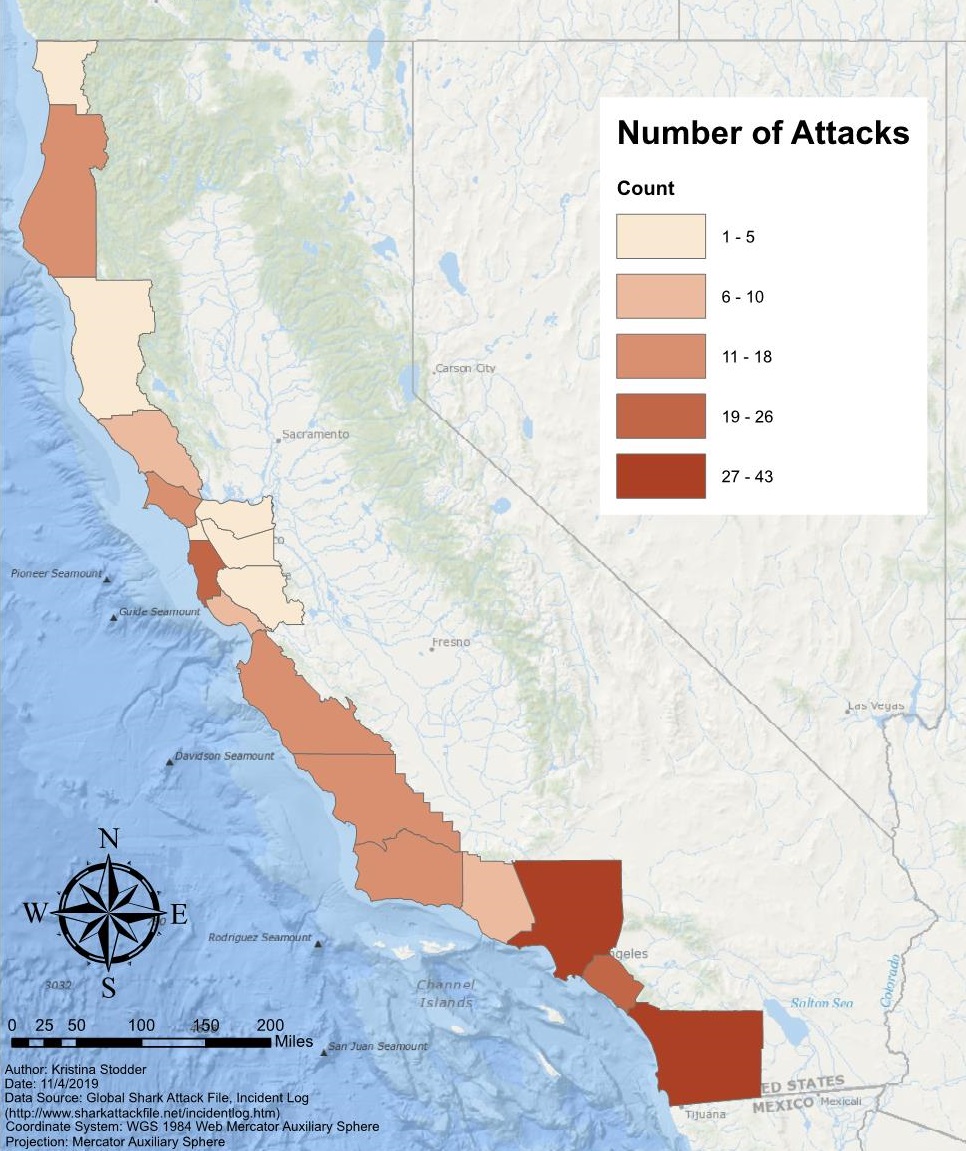 Number of Attacks
Count
1 - 5
6 - 10
11 - 18
19 - 26
27 - 43
Carson City
Sacramento
co
e
Pioneer Seamount
Guide Seamount
Fresno
Las Vegas
Davidson Seamount
N
W
E
S
Rodriguez Seamount
ngeles
3032
Channel
Islands
Salton Sea
Colorado
0 25 50 100 150 200
Miles
San Juan Seamount
UNITED STATES
MEXICO
Mexicali
Tijuana
Author: Kristina Stodder
Date: 11/4/2019
Data Source: Global Shark Attack File, Incident Log
(http://www.sharkattackfile.net/incidentlog.htm)
Coordinate System: WGS 1984 Web Mercator Auxiliary Sphere
Projection: Mercator Auxiliary Sphere